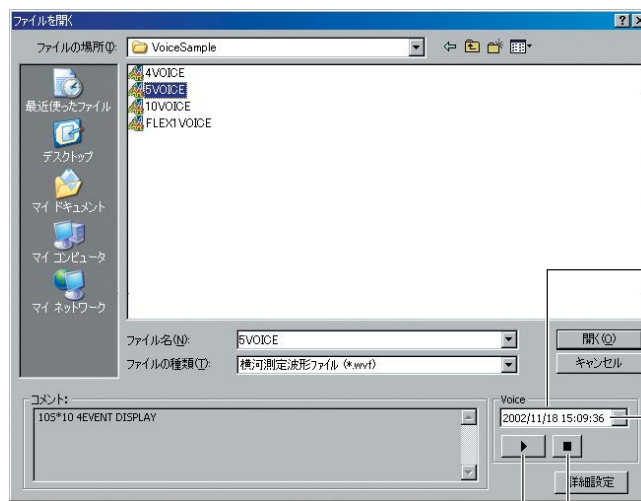 ファイルを開く
ファイルの場所(I):
VoiceSample
4VOICE
5VOICE
10VOICE
FLEX1VOICE
最近使ったファイル
デスクトップ
マイ ドキュメント
マイ コンピュータ
マイ ネットワーク
ファイル名(N):
5VOICE
開く(O)
ファイルの種類(T):
横河測定波形ファイル (*.wvf)
キャンセル
コメント:
10S*10 4EVENT DISPLAY
Voice
2002/11/18 15:09:36
詳細設定